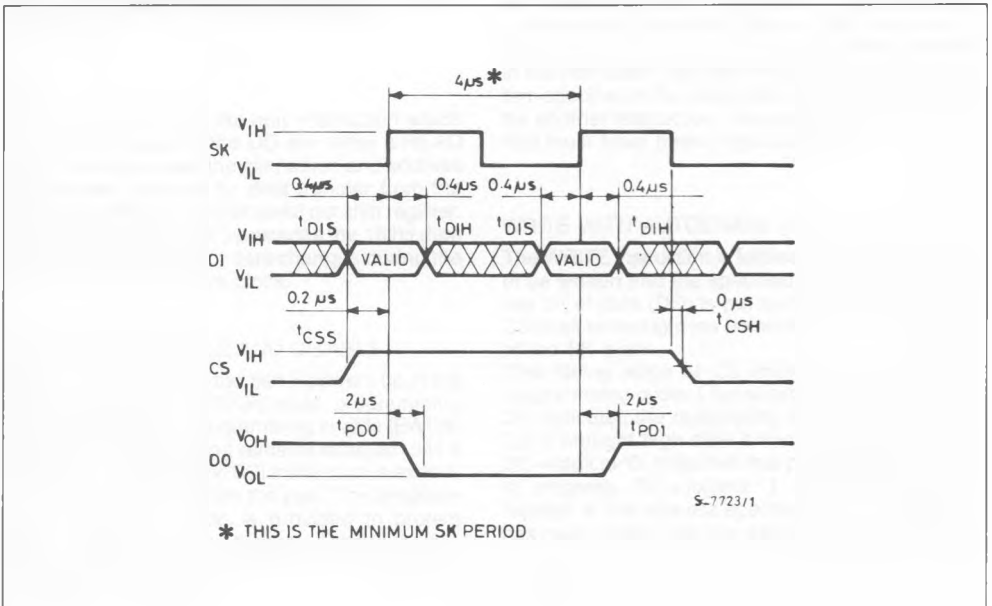 4µs *
VIH
SK
VIL
0.4µs 0.4µs 0.4µs 0.4µs
tDIS tDIH tDIS tDIH
VIH
DI VALID VALID
VIL
0.2 µs 0 µs
tCSS tCSH
VIH
CS
VIL
2µs 2µs
tPD0 tPD1
VOH
DO
VOL
S-7723/1
* THIS IS THE MINIMUM SK PERIOD